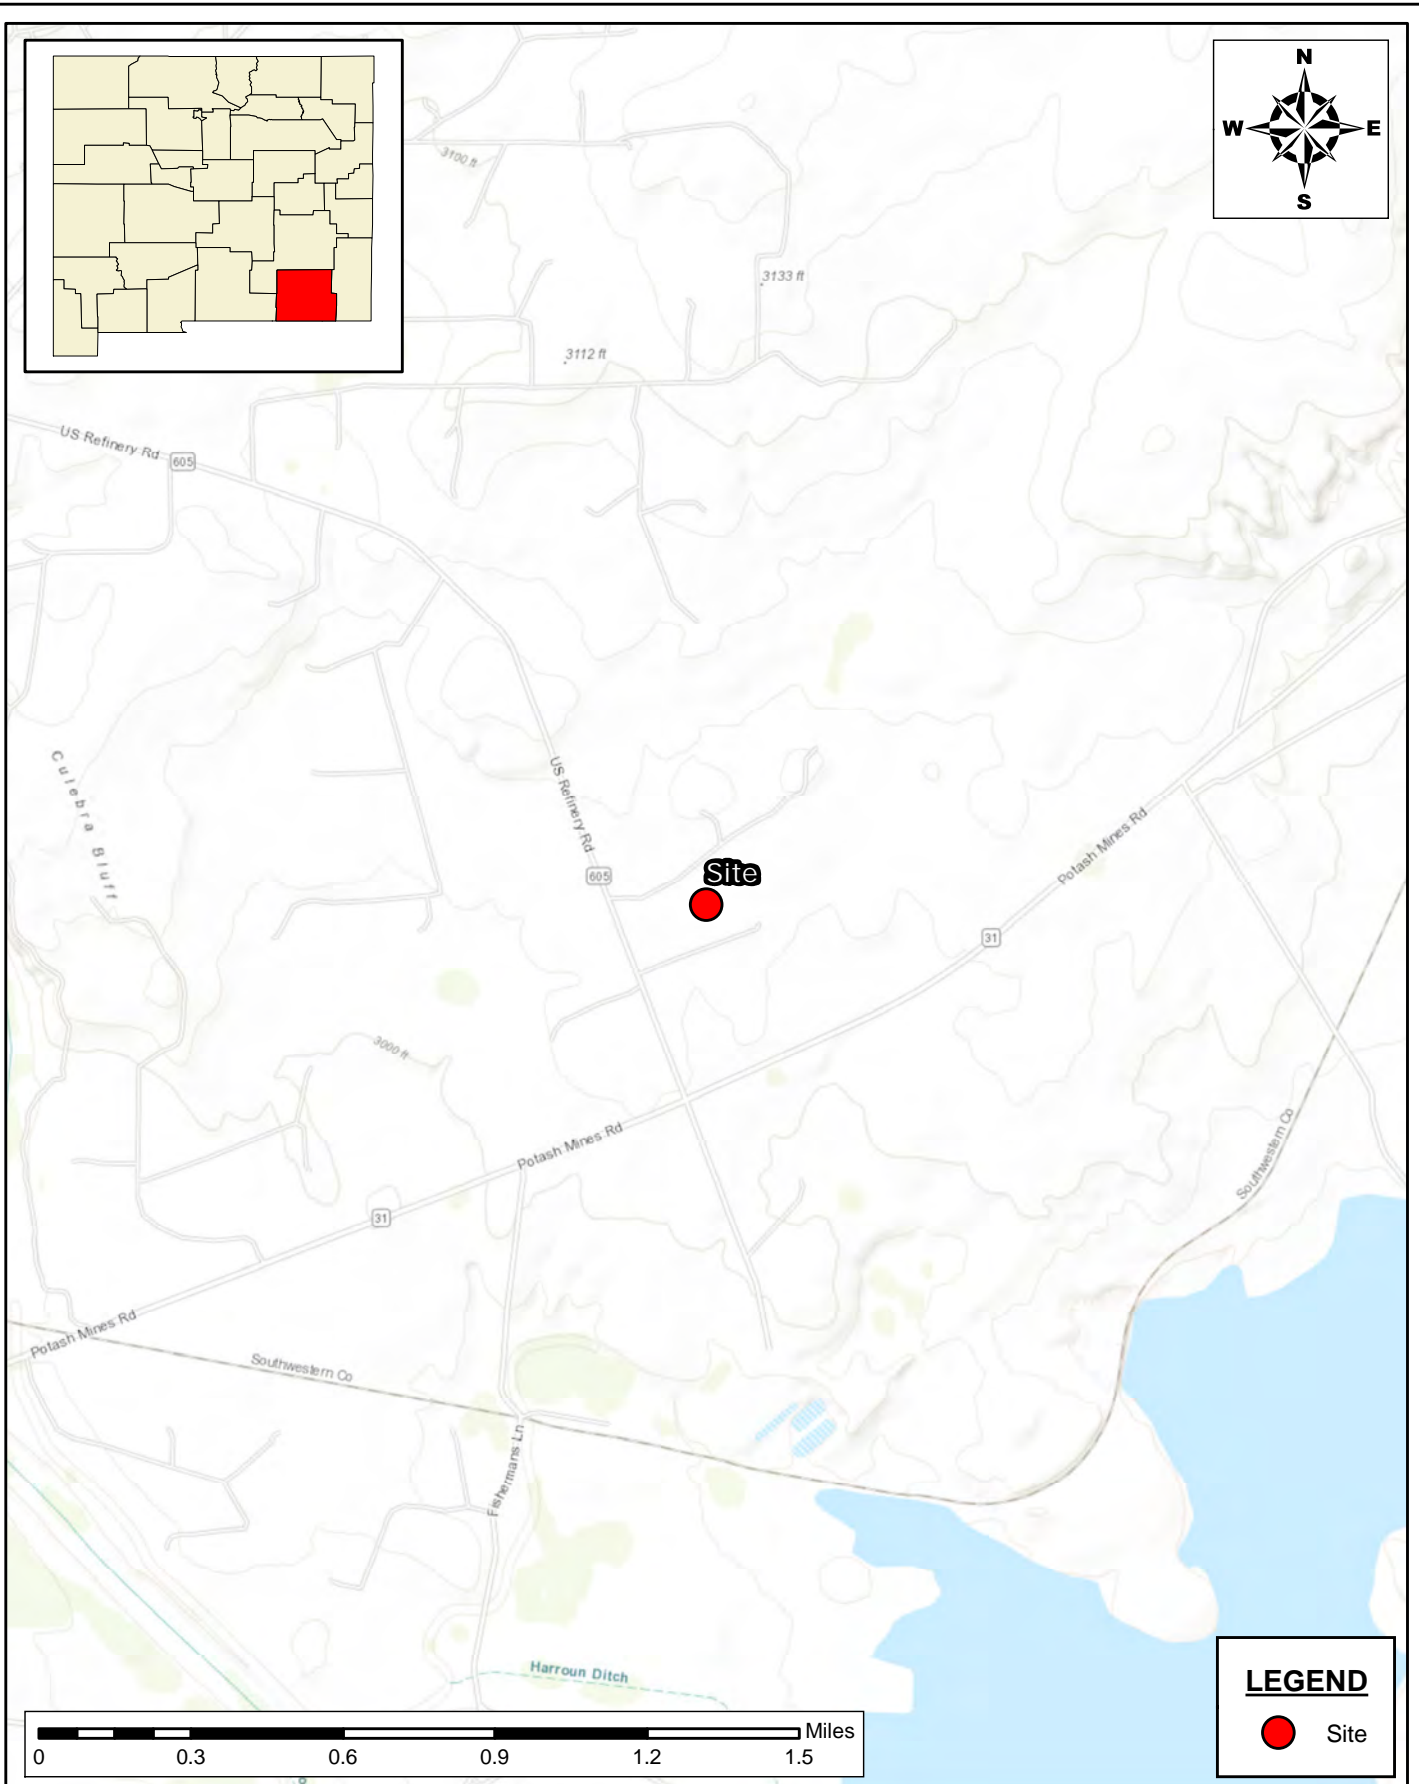 N
W E
S
3100 ft
3133 ft
3112 ft
US Refinery Rd
605
Culebra Bluff
US Refinery Rd
605
Site
Potash Mines Rd
31
3000 ft
Potash Mines Rd
31
Southwestern Co
Potash Mines Rd
Southwestern Co
Fishermans Ln
Harroun Ditch
LEGEND
Site
Miles
0 0.3 0.6 0.9 1.2 1.5